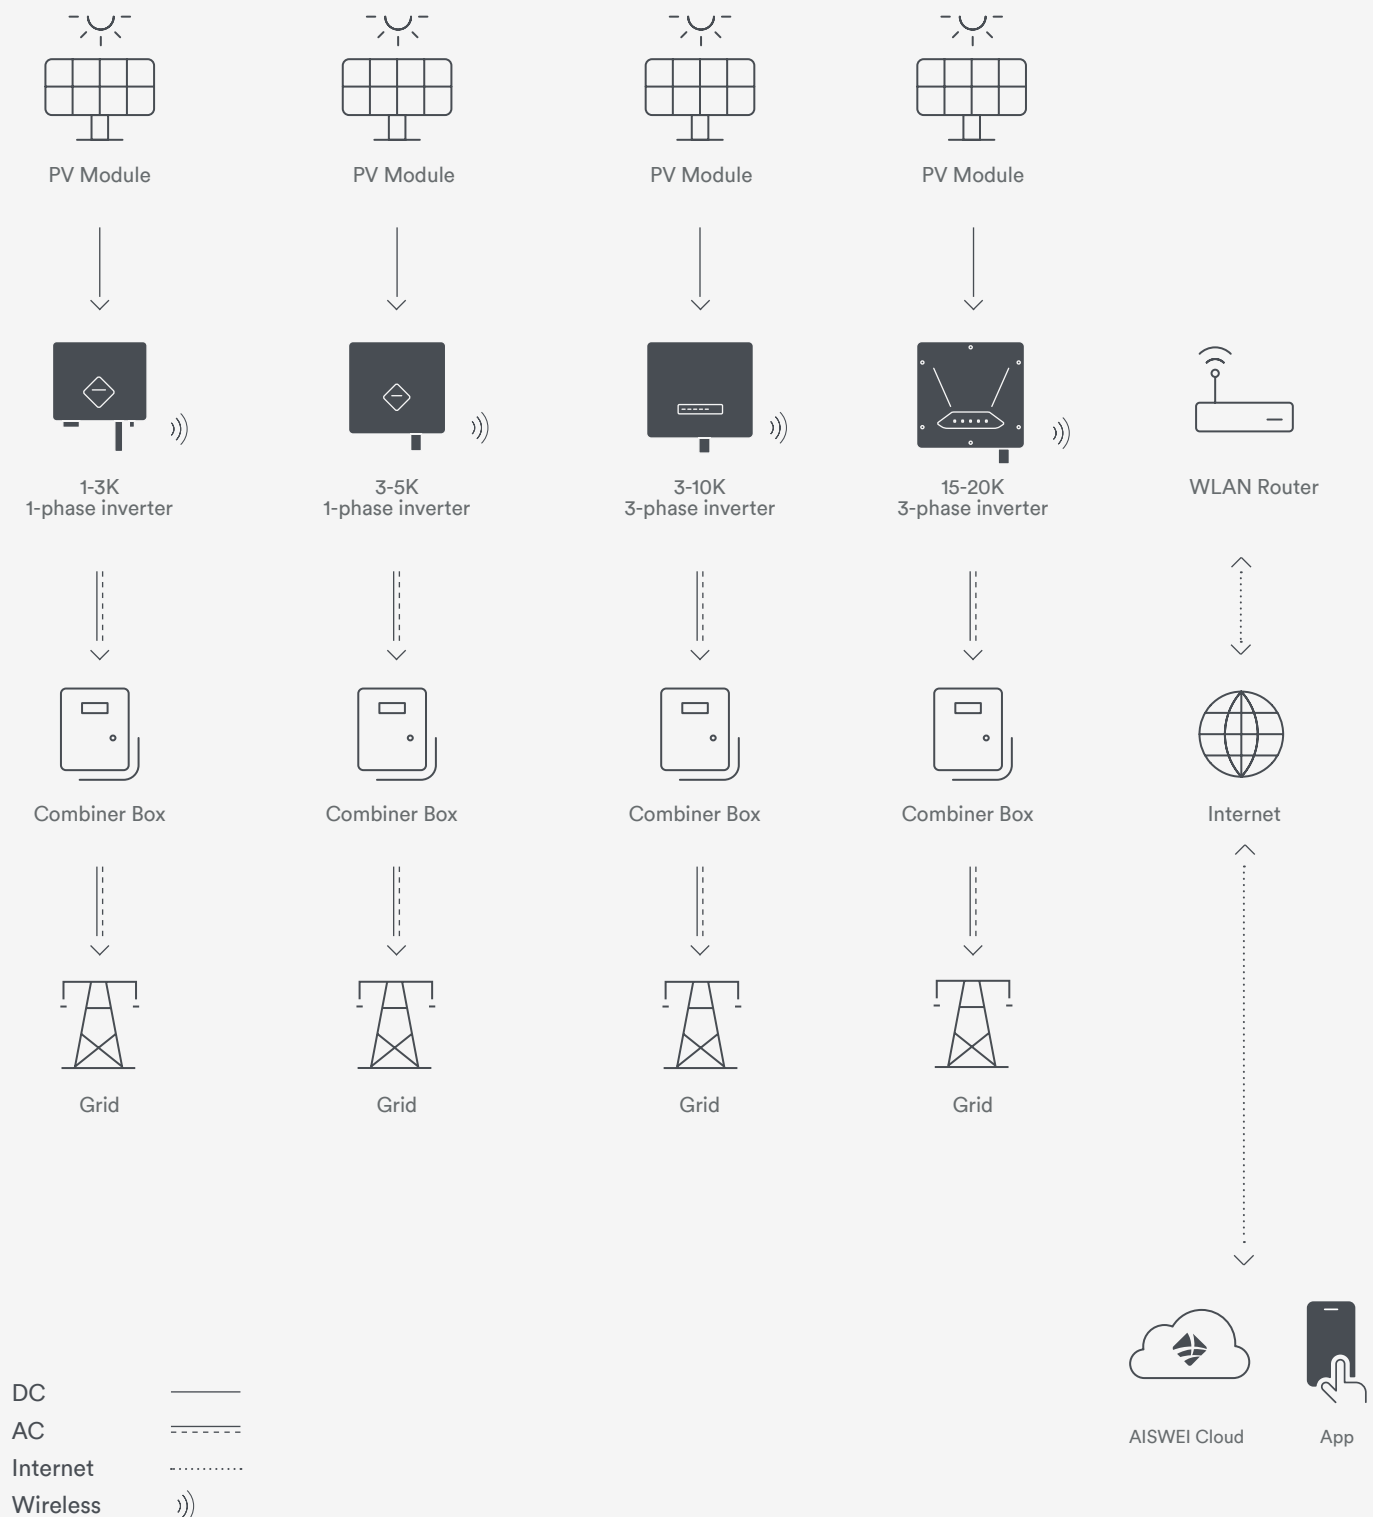 PV Module
PV Module
PV Module
PV Module
1-3K
1-phase inverter
3-5K
1-phase inverter
3-10K
3-phase inverter
15-20K
3-phase inverter
WLAN Router
Combiner Box
Combiner Box
Combiner Box
Combiner Box
Internet
Grid
Grid
Grid
Grid
AISWEI Cloud
App
DC
AC
Internet
Wireless